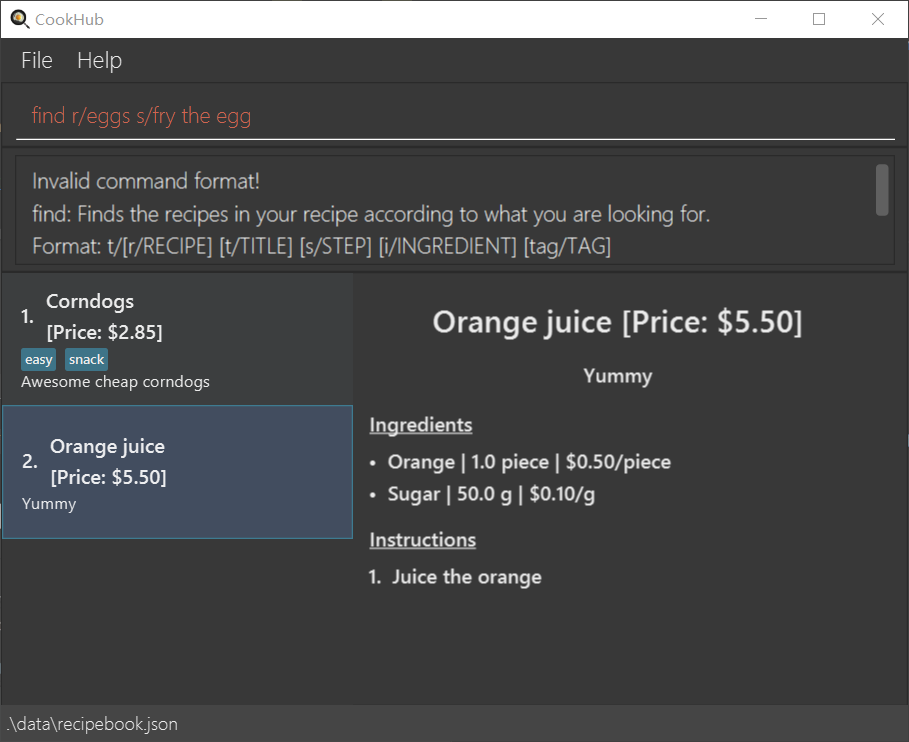 CookHub
File Help
find r/eggs s/fry the egg
Invalid command format!
find: Finds the recipes in your recipe according to what you are looking for.
Format: t/[r/RECIPE] [t/TITLE] [s/STEP] [i/INGREDIENT] [tag/TAG]
1. Corndogs
[Price: $2.85]
easy snack
Awesome cheap corndogs
2. Orange juice
[Price: $5.50]
Yummy
Orange juice [Price: $5.50]
Yummy
Ingredients
• Orange | 1.0 piece | $0.50/piece
• Sugar | 50.0 g | $0.10/g
Instructions
1. Juice the orange
.\data\recipebook.json